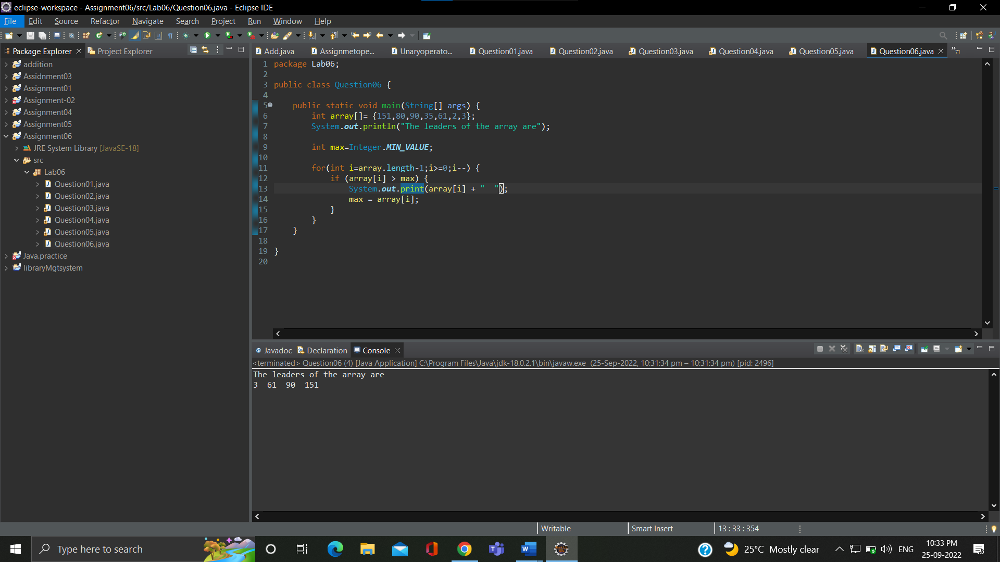 eclipse-workspace - Assignment06/src/Lab06/Question06.java - Eclipse IDE
File Edit Source Refactor Navigate Search Project Run Window Help
Package Explorer Project Explorer
addition
Assidnment03
Assignment01
Assignment-02
Assignment04
Assignment05
Assignment06
JRE System Library [JavaSE-18]
src
Lab06
Question01.java
Question02.java
Question03.java
Question04.java
Question05.java
Question06.java
Java.practice
libraryMgtsystem
Add.java Assignmetope... Unaryoperato... Question01.java Question02.java Question03.java Question04.java Question05.java Question06.java »71
1 package Lab06;
2
3 public class Question06 {
4
5 public static void main(String[] args) {
6 int array[]= {151,80,90,35,61,2,3};
7 System.out.println("The leaders of the array are");
8
9 int max=Integer.MIN_VALUE;
10
11 for(int i=array.length-1;i>=0;i--) {
12 if (array[i] > max) {
13 System.out.print(array[i] + "  ");
14 max = array[i];
15 }
16 }
17 }
18
19 }
20
Javadoc Declaration Console
<terminated> Question06 (4) [Java Application] C:\Program Files\Java\jdk-18.0.2.1\bin\javaw.exe (25-Sep-2022, 10:31:34 pm – 10:31:34 pm) [pid: 2496]
The leaders of the array are
3  61  90  151
Writable Smart Insert 13 : 33 : 354
Type here to search 25°C Mostly clear ENG 10:33 PM
25-09-2022